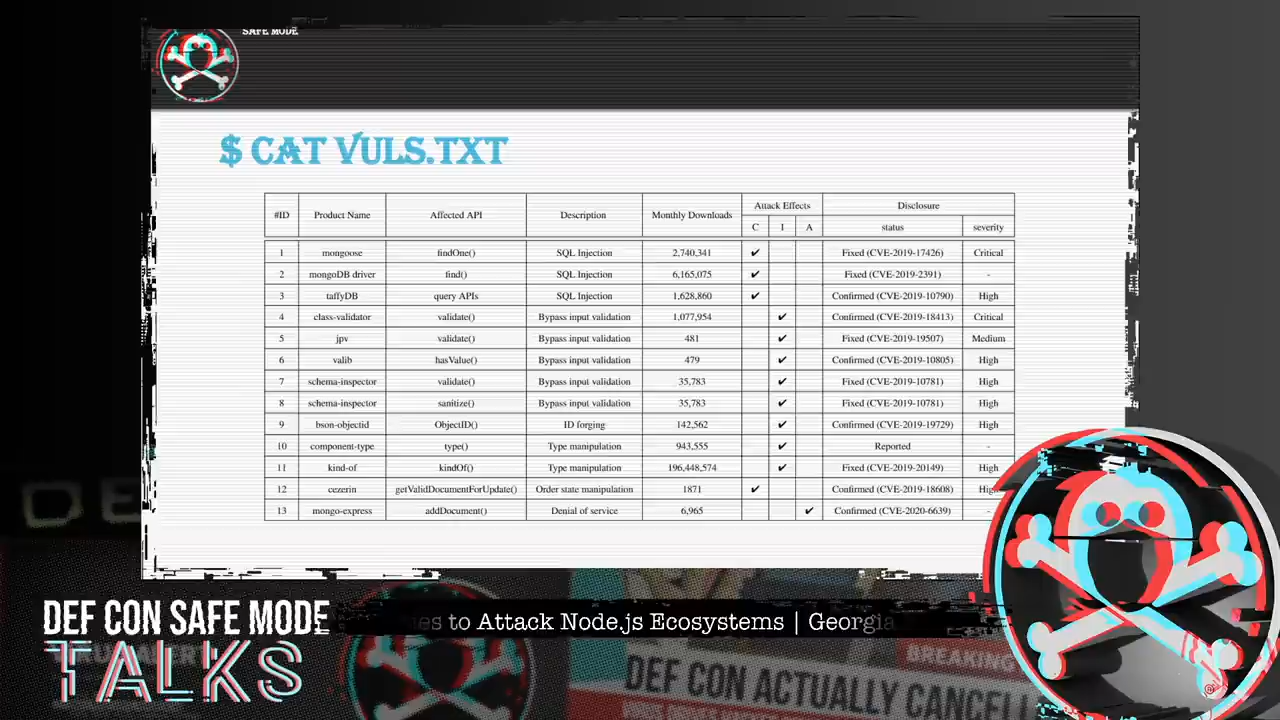 SAFE MODE
$ CAT VULS.TXT
#ID Product Name Affected API Description Monthly Downloads Attack Effects Disclosure
C I A status severity
1 mongoose findOne() SQL Injection 2,740,341 ✔ Fixed (CVE-2019-17426) Critical
2 mongoDB driver find() SQL Injection 6,165,075 ✔ Fixed (CVE-2019-2391) -
3 taffyDB query APIs SQL Injection 1,628,860 ✔ Confirmed (CVE-2019-10790) High
4 class-validator validate() Bypass input validation 1,077,954 ✔ Confirmed (CVE-2019-18413) Critical
5 jpv validate() Bypass input validation 481 ✔ Fixed (CVE-2019-19507) Medium
6 valib hasValue() Bypass input validation 479 ✔ Confirmed (CVE-2019-10805) High
7 schema-inspector validate() Bypass input validation 35,783 ✔ Fixed (CVE-2019-10781) High
8 schema-inspector sanitize() Bypass input validation 35,783 ✔ Fixed (CVE-2019-10781) High
9 bson-objectid ObjectID() ID forging 142,562 ✔ Confirmed (CVE-2019-19729) High
10 component-type type() Type manipulation 943,555 ✔ Reported -
11 kind-of kindOf() Type manipulation 196,448,574 ✔ Fixed (CVE-2019-20149) High
12 cezerin getValidDocumentForUpdate() Order state manipulation 1871 ✔ Confirmed (CVE-2019-18608) High
13 mongo-express addDocument() Denial of service 6,965 ✔ Confirmed (CVE-2020-6639) -
DEF CON SAFE MODE
TALKS
to Attack Node.js Ecosystems | Georgia
BREAKING
DEF CON ACTUALLY CANCELL